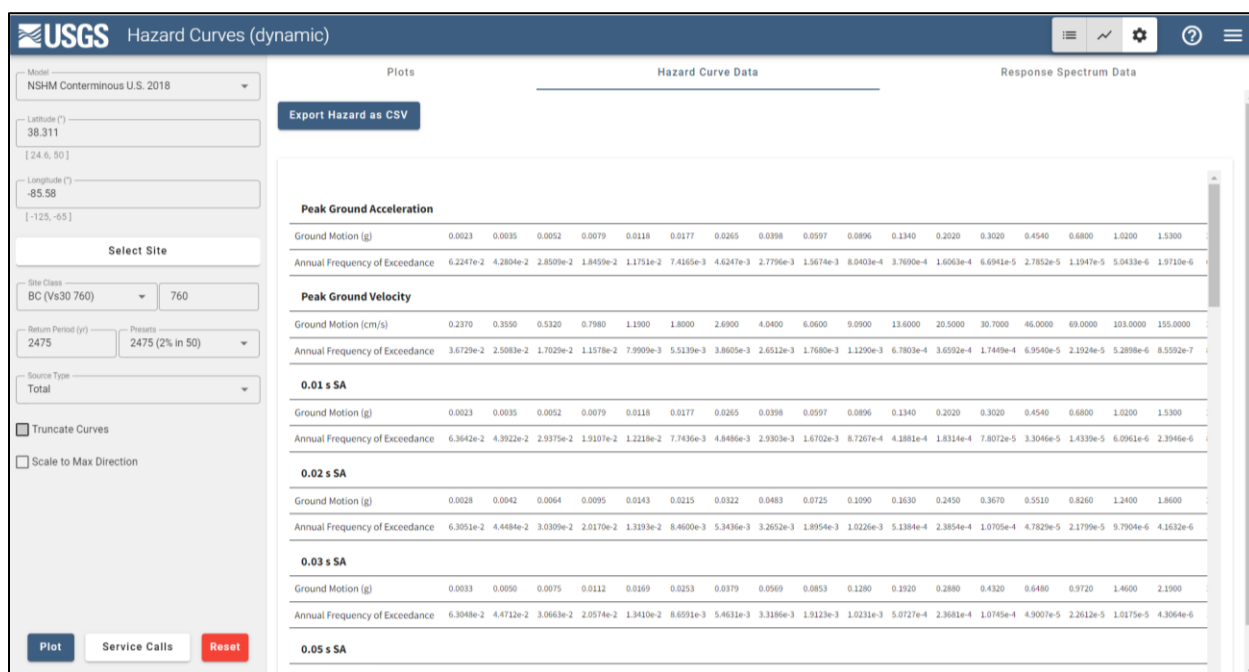 USGS Hazard Curves (dynamic)
Model
NSHM Conterminous U.S. 2018
Latitude (°)
38.311
[ 24.6, 50 ]
Longitude (°)
-85.58
[ -125, -65 ]
Select Site
Site Class
BC (Vs30 760) 760
Return Period (yr) Presets
2475 2475 (2% in 50)
Source Type
Total
Truncate Curves
Scale to Max Direction
Plot Service Calls Reset
Plots Hazard Curve Data Response Spectrum Data
Export Hazard as CSV
Peak Ground Acceleration
Ground Motion (g) 0.0023 0.0035 0.0052 0.0079 0.0118 0.0177 0.0265 0.0398 0.0597 0.0896 0.1340 0.2020 0.3020 0.4540 0.6800 1.0200 1.5300
Annual Frequency of Exceedance 6.2247e-2 4.2804e-2 2.8509e-2 1.8459e-2 1.1751e-2 7.4165e-3 4.6247e-3 2.7796e-3 1.5674e-3 8.0403e-4 3.7690e-4 1.6063e-4 6.6941e-5 2.7852e-5 1.1947e-5 5.0433e-6 1.9710e-6
Peak Ground Velocity
Ground Motion (cm/s) 0.2370 0.3550 0.5320 0.7980 1.1900 1.8000 2.6900 4.0400 6.0600 9.0900 13.6000 20.5000 30.7000 46.0000 69.0000 103.0000 155.0000
Annual Frequency of Exceedance 3.6729e-2 2.5083e-2 1.7029e-2 1.1578e-2 7.9909e-3 5.5139e-3 3.8605e-3 2.6512e-3 1.7680e-3 1.1290e-3 6.7803e-4 3.6592e-4 1.7449e-4 6.9540e-5 2.1924e-5 5.2898e-6 8.5592e-7
0.01 s SA
Ground Motion (g) 0.0023 0.0035 0.0052 0.0079 0.0118 0.0177 0.0265 0.0398 0.0597 0.0896 0.1340 0.2020 0.3020 0.4540 0.6800 1.0200 1.5300
Annual Frequency of Exceedance 6.3642e-2 4.3922e-2 2.9375e-2 1.9107e-2 1.2218e-2 7.7436e-3 4.8486e-3 2.9303e-3 1.6702e-3 8.7267e-4 4.1881e-4 1.8314e-4 7.8072e-5 3.3046e-5 1.4339e-5 6.0961e-6 2.3946e-6
0.02 s SA
Ground Motion (g) 0.0028 0.0042 0.0064 0.0095 0.0143 0.0215 0.0322 0.0483 0.0725 0.1090 0.1630 0.2450 0.3670 0.5510 0.8260 1.2400 1.8600
Annual Frequency of Exceedance 6.3051e-2 4.4484e-2 3.0309e-2 2.0170e-2 1.3193e-2 8.4600e-3 5.3436e-3 3.2652e-3 1.8954e-3 1.0226e-3 5.1384e-4 2.3854e-4 1.0705e-4 4.7829e-5 2.1799e-5 9.7904e-6 4.1632e-6
0.03 s SA
Ground Motion (g) 0.0033 0.0050 0.0075 0.0112 0.0169 0.0253 0.0379 0.0569 0.0853 0.1280 0.1920 0.2880 0.4320 0.6480 0.9720 1.4600 2.1900
Annual Frequency of Exceedance 6.3048e-2 4.4712e-2 3.0663e-2 2.0574e-2 1.3410e-2 8.6591e-3 5.4631e-3 3.3186e-3 1.9123e-3 1.0231e-3 5.0727e-4 2.3681e-4 1.0745e-4 4.9007e-5 2.2612e-5 1.0175e-5 4.3064e-6
0.05 s SA